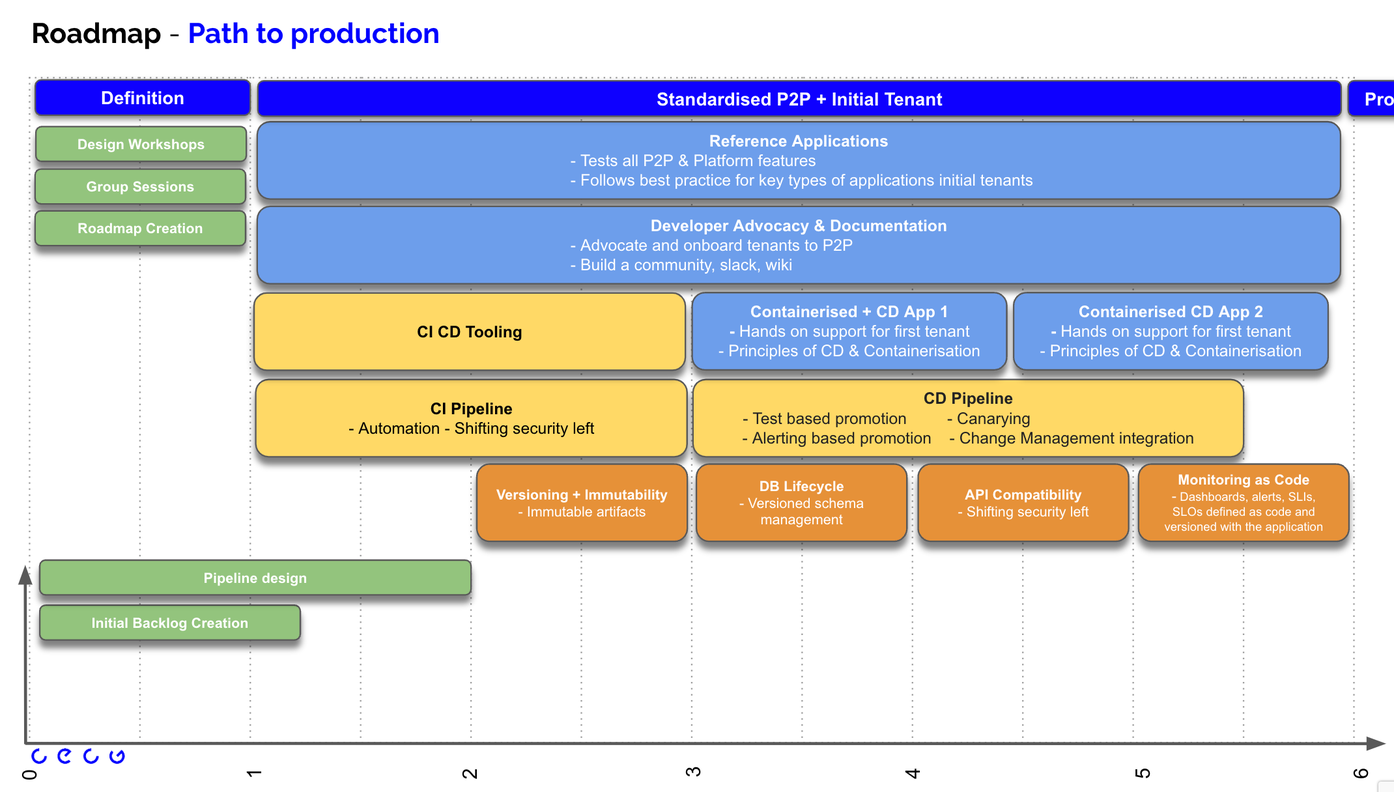 Roadmap - Path to production
Definition
Standardised P2P + Initial Tenant
Pro
Design Workshops
Group Sessions
Roadmap Creation
Reference Applications
- Tests all P2P & Platform features
- Follows best practice for key types of applications initial tenants
Developer Advocacy & Documentation
- Advocate and onboard tenants to P2P
- Build a community, slack, wiki
CI CD Tooling
Containerised + CD App 1
- Hands on support for first tenant
- Principles of CD & Containerisation
Containerised CD App 2
- Hands on support for first tenant
- Principles of CD & Containerisation
CI Pipeline
- Automation - Shifting security left
CD Pipeline
- Test based promotion - Canarying
- Alerting based promotion - Change Management integration
Versioning + Immutability
- Immutable artifacts
DB Lifecycle
- Versioned schema
management
API Compatibility
- Shifting security left
Monitoring as Code
- Dashboards, alerts, SLIs,
SLOs defined as code and
versioned with the application
Pipeline design
Initial Backlog Creation
cecg
0 1 2 3 4 5 6